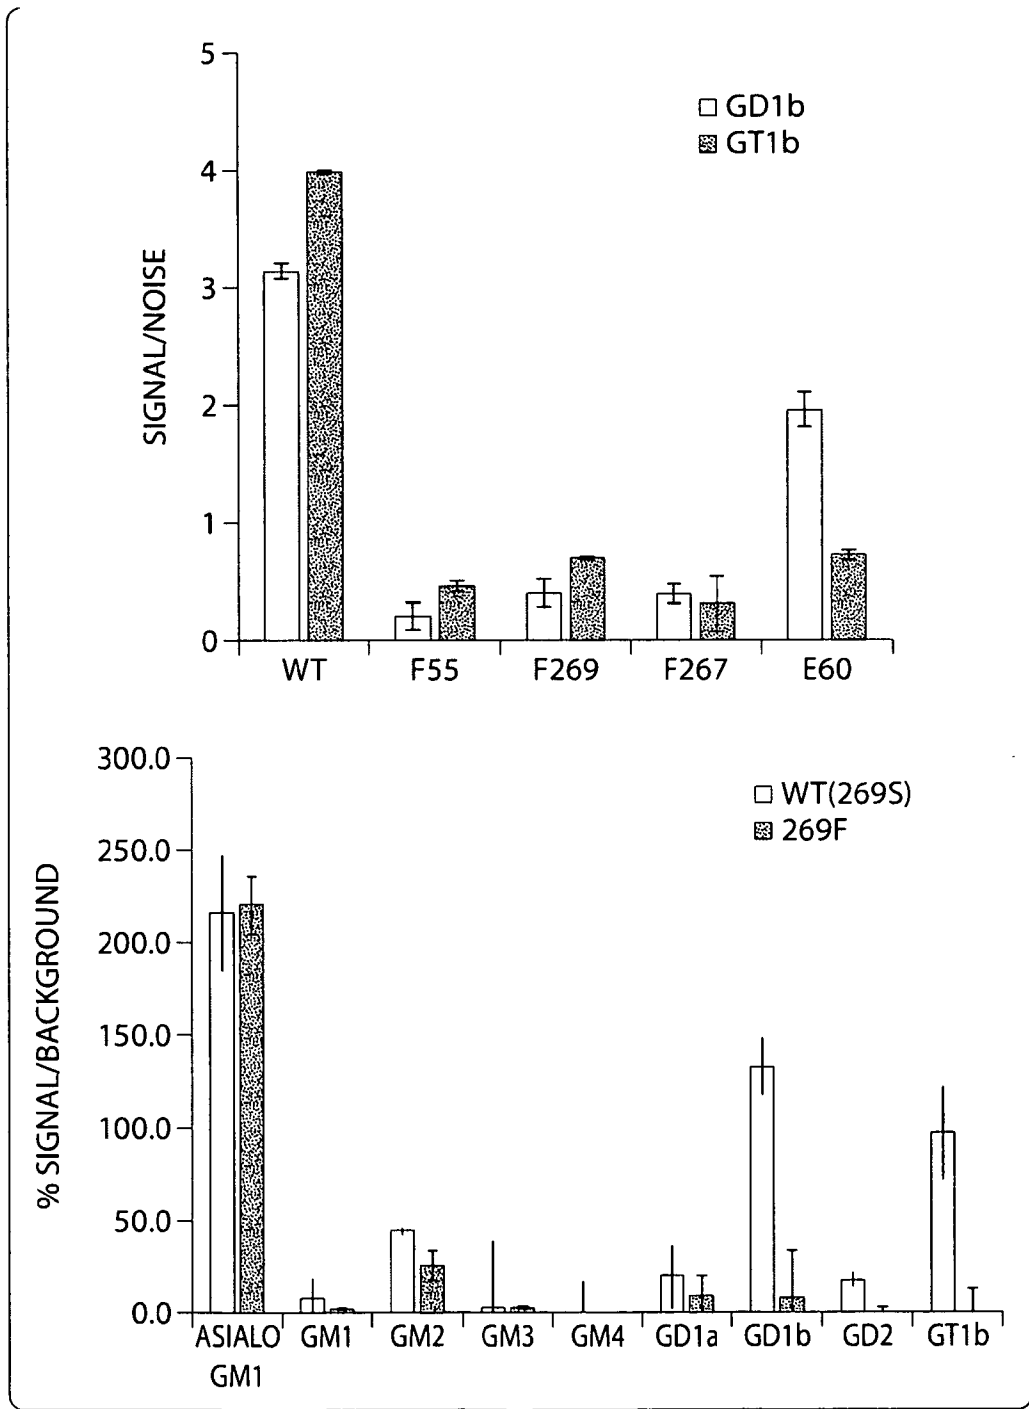 5
4
3
2
1
0
SIGNAL/NOISE
GD1b
GT1b
WT F55 F269 F267 E60
300.0
250.0
200.0
150.0
100.0
50.0
0.0
% SIGNAL/BACKGROUND
WT(269S)
269F
ASIALO GM1 GM2 GM3 GM4 GD1a GD1b GD2 GT1b
GM1